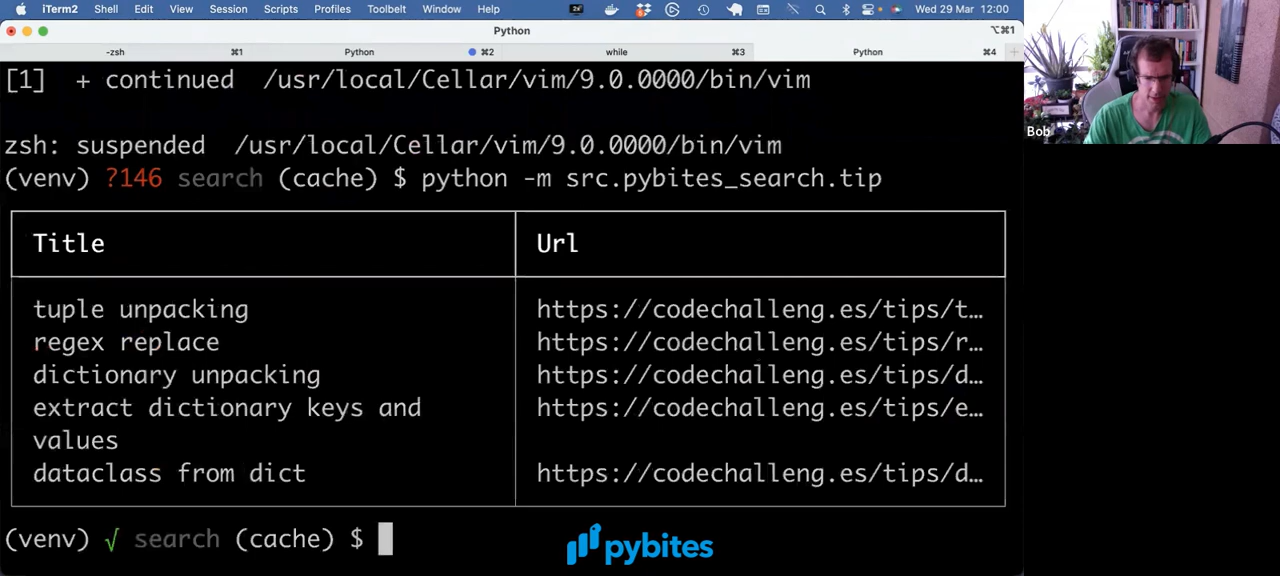 iTerm2 Shell Edit View Session Scripts Profiles Toolbelt Window Help 2x Wed 29 Mar 12:00
Python ⌥⌘1
-zsh ⌘1 Python ⌘2 while ⌘3 Python ⌘4
[1] + continued /usr/local/Cellar/vim/9.0.0000/bin/vim
Bob
zsh: suspended /usr/local/Cellar/vim/9.0.0000/bin/vim
(venv) ?146 search (cache) $ python -m src.pybites_search.tip
Title Url
tuple unpacking https://codechalleng.es/tips/t…
regex replace https://codechalleng.es/tips/r…
dictionary unpacking https://codechalleng.es/tips/d…
extract dictionary keys and https://codechalleng.es/tips/e…
values
dataclass from dict https://codechalleng.es/tips/d…
(venv) √ search (cache) $
pybites